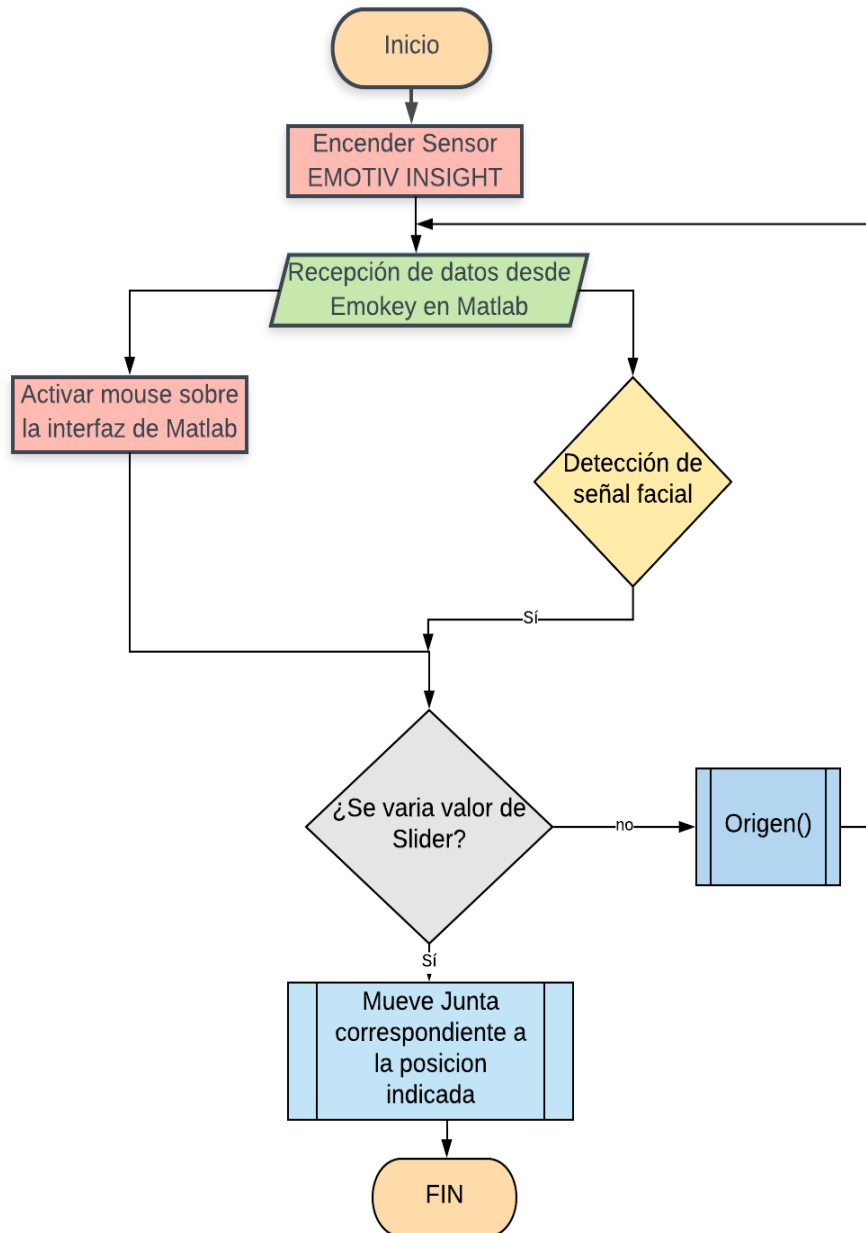 Inicio
Encender Sensor
EMOTIV INSIGHT
Recepción de datos desde
Emokey en Matlab
Activar mouse sobre
la interfaz de Matlab
Detección de
señal facial
Sí
¿Se varia valor de
Slider?
no
Origen()
Sí
Mueve Junta
correspondiente a
la posicion
indicada
FIN